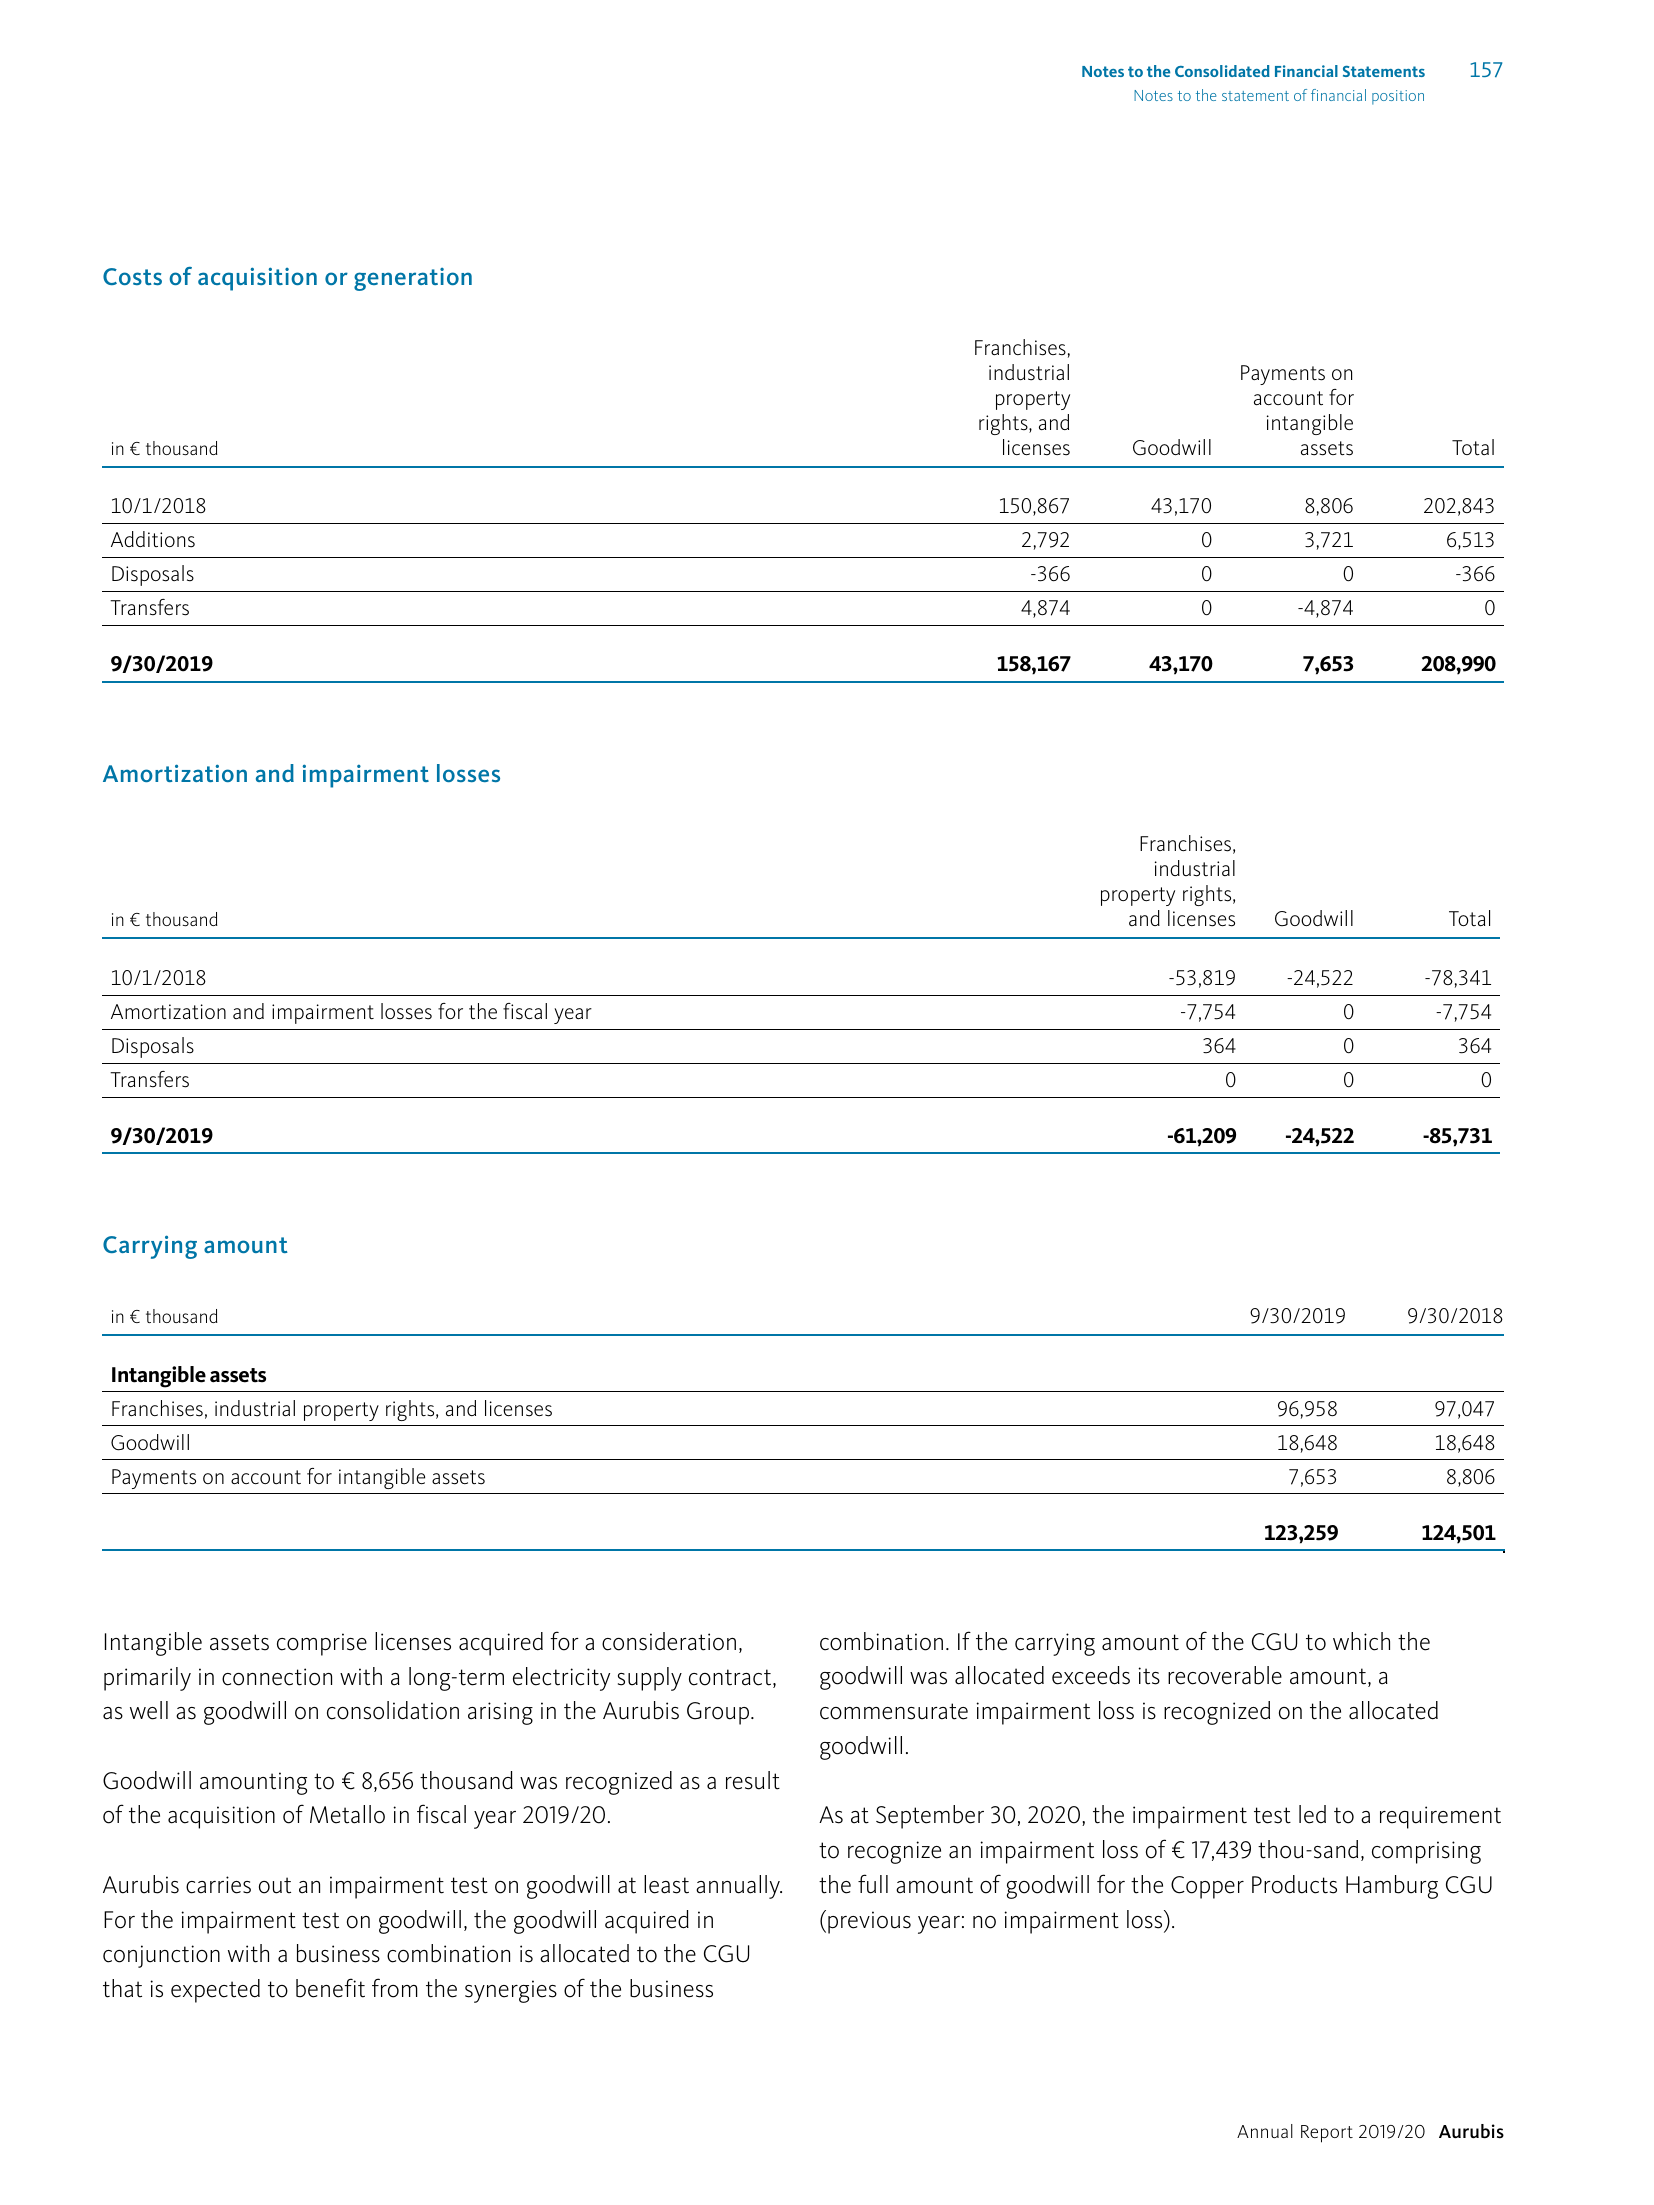 Notes to the Consolidated Financial Statements 157
Notes to the statement of financial position
Costs of acquisition or generation
Franchises,
industrial
property
rights, and
licenses
Payments on
account for
intangible
assets
in € thousand Goodwill Total
10/1/2018 150,867 43,170 8,806 202,843
Additions 2,792 0 3,721 6,513
Disposals -366 0 0 -366
Transfers 4,874 0 -4,874 0
9/30/2019 158,167 43,170 7,653 208,990
Amortization and impairment losses
Franchises,
industrial
property rights,
in € thousand and licenses Goodwill Total
10/1/2018 -53,819 -24,522 -78,341
Amortization and impairment losses for the fiscal year -7,754 0 -7,754
Disposals 364 0 364
Transfers 0 0 0
9/30/2019 -61,209 -24,522 -85,731
Carrying amount
in € thousand 9/30/2019 9/30/2018
Intangible assets
Franchises, industrial property rights, and licenses 96,958 97,047
Goodwill 18,648 18,648
Payments on account for intangible assets 7,653 8,806
123,259 124,501
Intangible assets comprise licenses acquired for a consideration,
primarily in connection with a long-term electricity supply contract,
as well as goodwill on consolidation arising in the Aurubis Group.
Goodwill amounting to € 8,656 thousand was recognized as a result
of the acquisition of Metallo in fiscal year 2019/20.
Aurubis carries out an impairment test on goodwill at least annually.
For the impairment test on goodwill, the goodwill acquired in
conjunction with a business combination is allocated to the CGU
that is expected to benefit from the synergies of the business
combination. If the carrying amount of the CGU to which the
goodwill was allocated exceeds its recoverable amount, a
commensurate impairment loss is recognized on the allocated
goodwill.
As at September 30, 2020, the impairment test led to a requirement
to recognize an impairment loss of € 17,439 thou-sand, comprising
the full amount of goodwill for the Copper Products Hamburg CGU
(previous year: no impairment loss).
Annual Report 2019/20 Aurubis